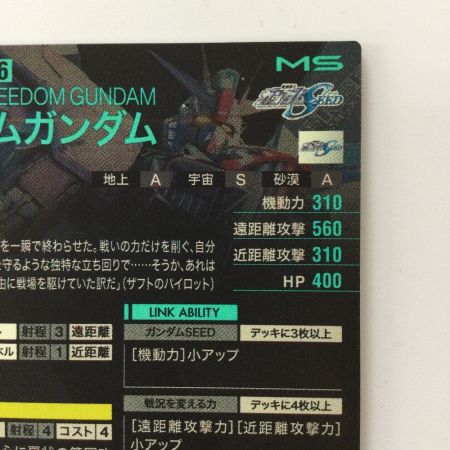 6
MS
EEDOM GUNDAM
ムガンダム
SEED
地上 A 宇宙 S 砂漠 A
機動力 310
遠距離攻撃 560
近距離攻撃 310
HP 400
を一瞬で終わらせた。戦いの力だけを削ぐ、自分
を守るような独特な立ち回りで……そうか、あれは
由に戦場を駆けていた訳だ」(ザフトのパイロット)
LINK ABILITY
ガンダムSEED デッキに3枚以上
[機動力]小アップ
射程 3 遠距離
ベル 射程 1 近距離
戦況を変える力 デッキに4枚以上
[遠距離攻撃力][近距離攻撃力]
小アップ
射程 4 コスト 4